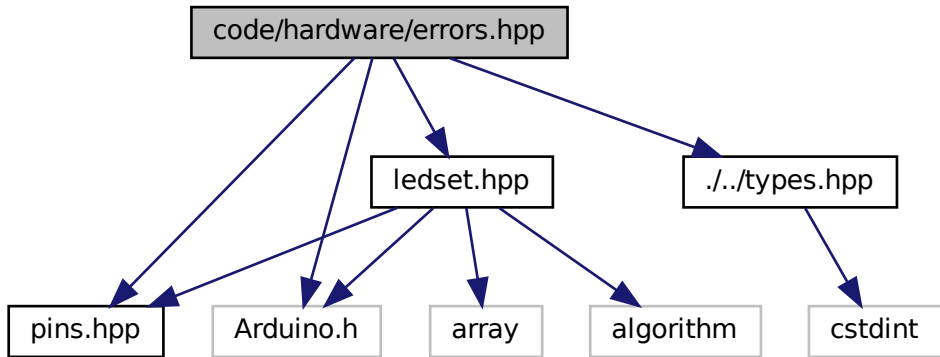 code/hardware/errors.hpp
ledset.hpp
./../types.hpp
pins.hpp
Arduino.h
array
algorithm
cstdint